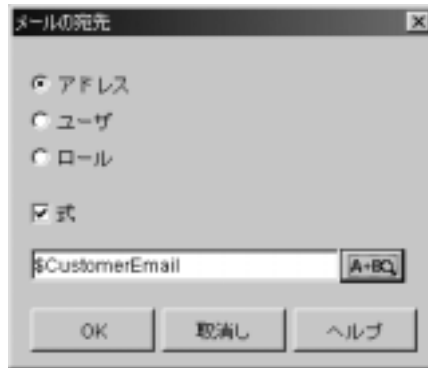 メールの宛先
アドレス
ユーザ
ロール
式
$CustomerEmail
A+B
OK
取消し
ヘルプ